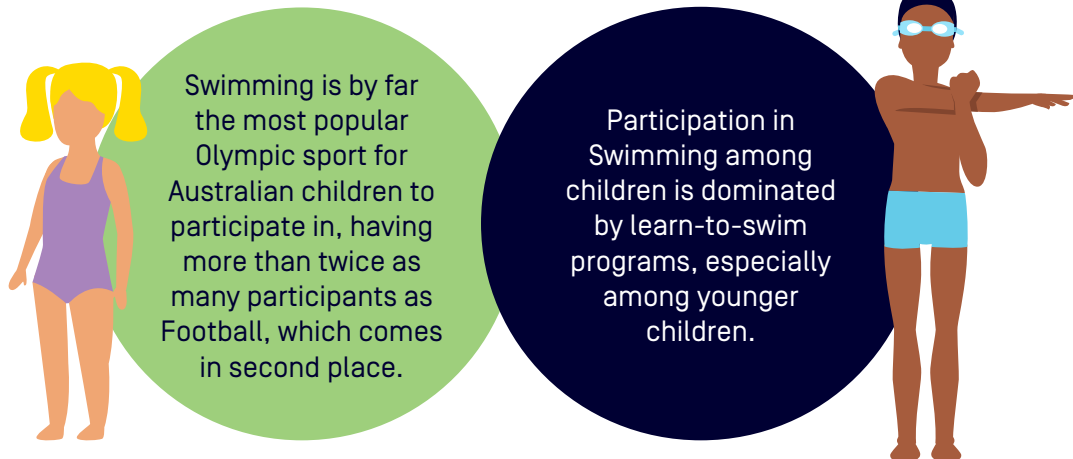 Swimming is by far
the most popular
Olympic sport for
Australian children to
participate in, having
more than twice as
many participants as
Football, which comes
in second place.
Participation in
Swimming among
children is dominated
by learn-to-swim
programs, especially
among younger
children.